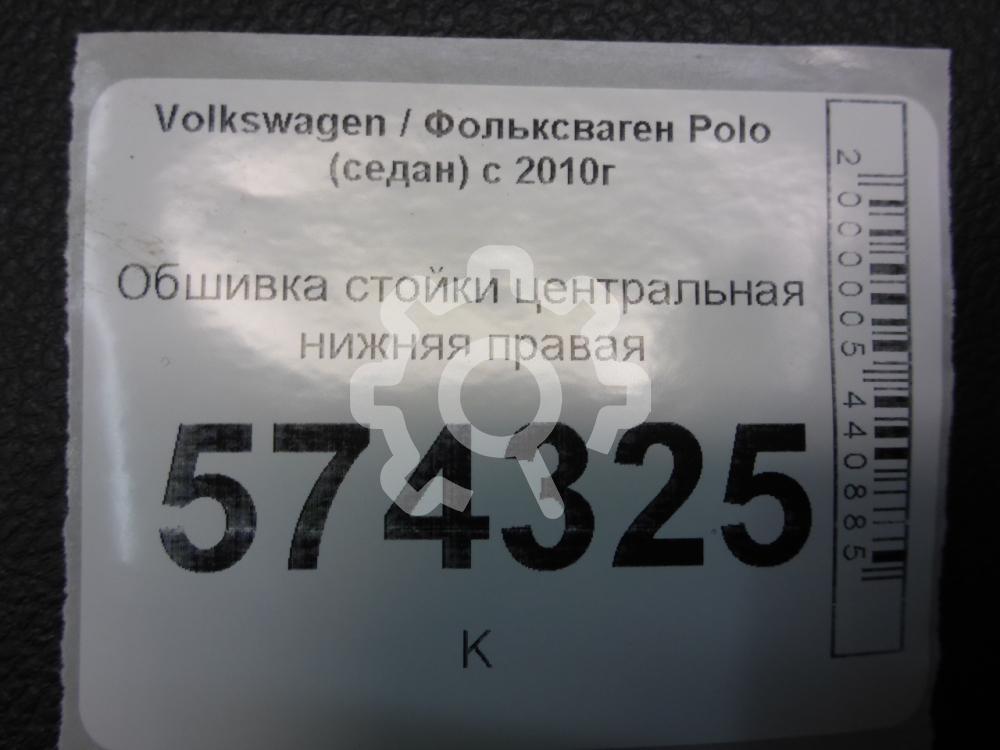 Volkswagen / Фольксваген Polo
(седан) с 2010г
Обшивка стойки центральная
нижняя правая
574325
К
2000005440885